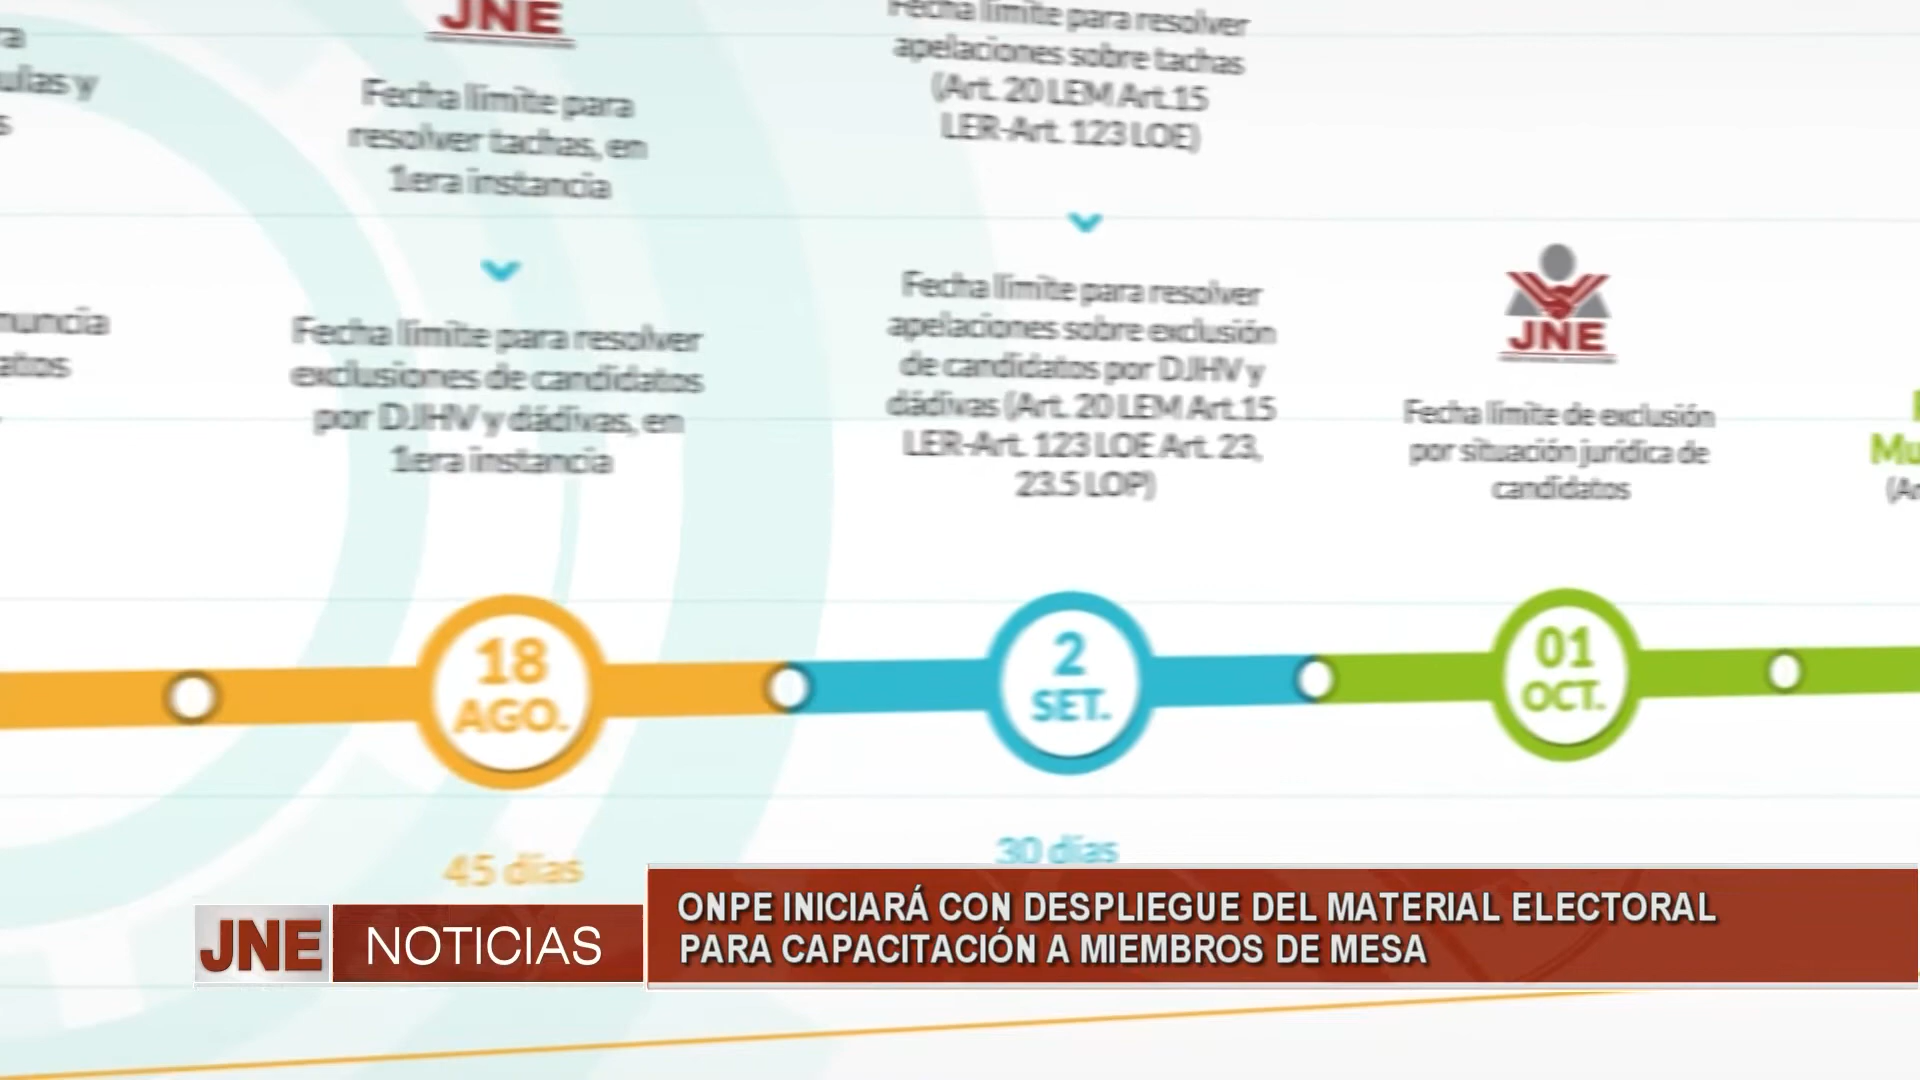 JNE
Fecha límite para
resolver tachas, en
1era instancia
Fecha límite para resolver
exclusiones de candidatos
por DJHV y dádivas, en
1era instancia
18
AGO.
45 días
Fecha límite para resolver
apelaciones sobre tachas
(Art. 20 LEM Art.15
LER-Art. 123 LOE)
Fecha límite para resolver
apelaciones sobre exclusión
de candidatos por DJHV y
dádivas (Art. 20 LEM Art.15
LER-Art. 123 LOE Art. 23,
23.5 LOP)
2
SET.
30 días
JNE
Fecha límite de exclusión
por situación jurídica de
candidatos
01
OCT.
JNE NOTICIAS
ONPE INICIARÁ CON DESPLIEGUE DEL MATERIAL ELECTORAL
PARA CAPACITACIÓN A MIEMBROS DE MESA